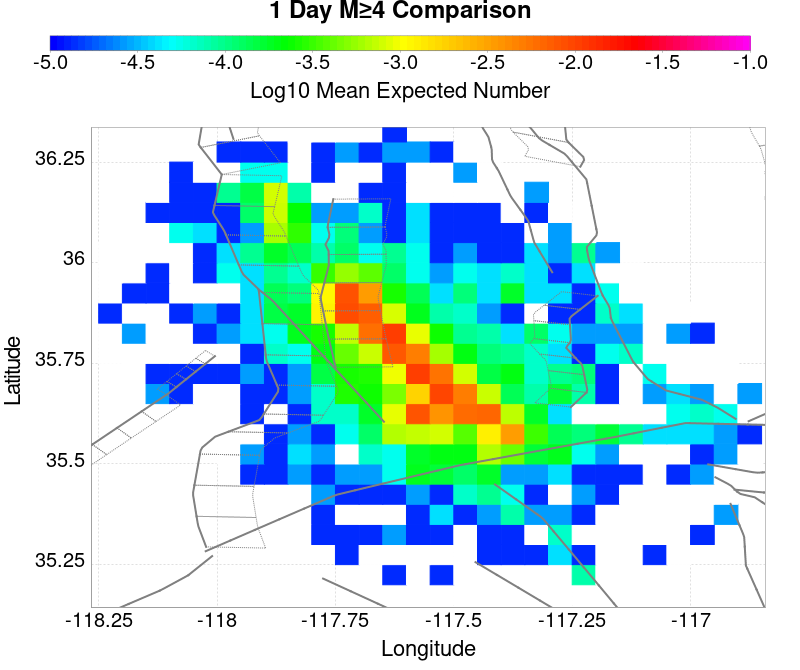 1 Day M≥4 Comparison
-5.0 -4.5 -4.0 -3.5 -3.0 -2.5 -2.0 -1.5 -1.0
Log10 Mean Expected Number
36.25
36
35.75
35.5
35.25
Latitude
-118.25 -118 -117.75 -117.5 -117.25 -117
Longitude